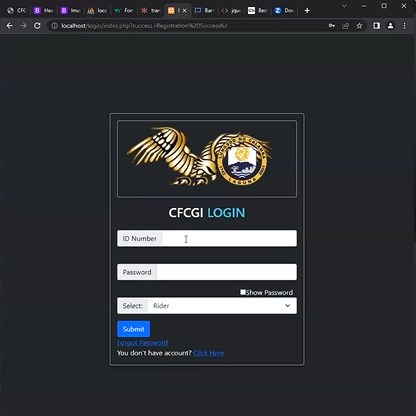 CFC
Hea
Ima
loca
For
tran
Ban
jque
Bes
Dov
localhost/login/index.php?success=Registration%20Successful
CFCGI LOGIN
ID Number
Password
Show Password
Select: Rider
Submit
Forgot Password
You don't have account? Click Here